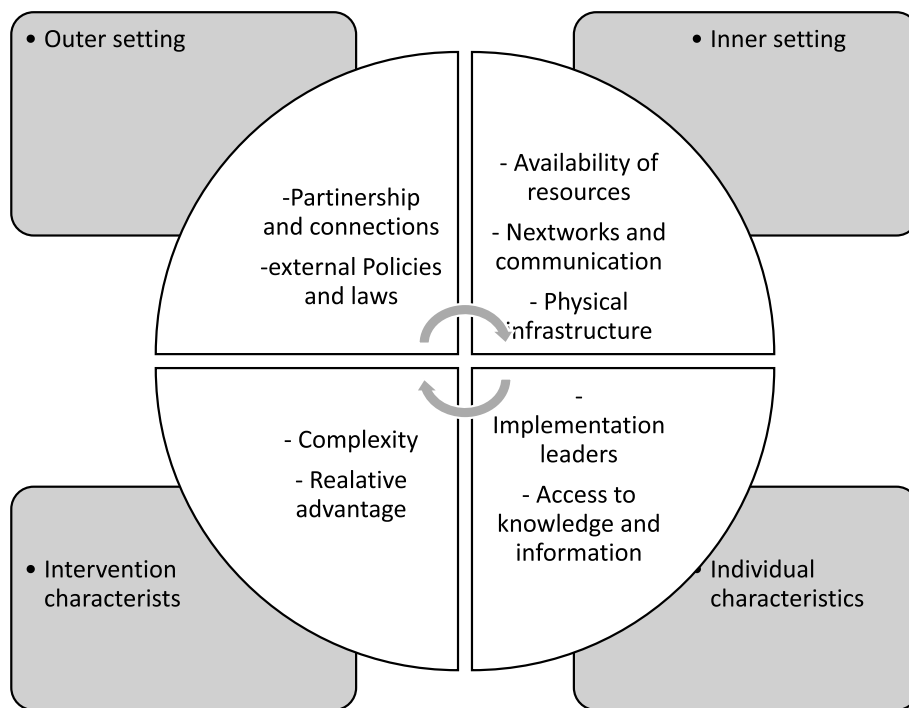 • Outer setting
-Partinership
and connections
-external Policies
and laws
• Inner setting
- Availability of
resources
- Nextworks and
communication
- Physical
infrastructure
- Complexity
- Realative
advantage
• Intervention
characterists
-
Implementation
leaders
- Access to
knowledge and
information
• Individual
characteristics